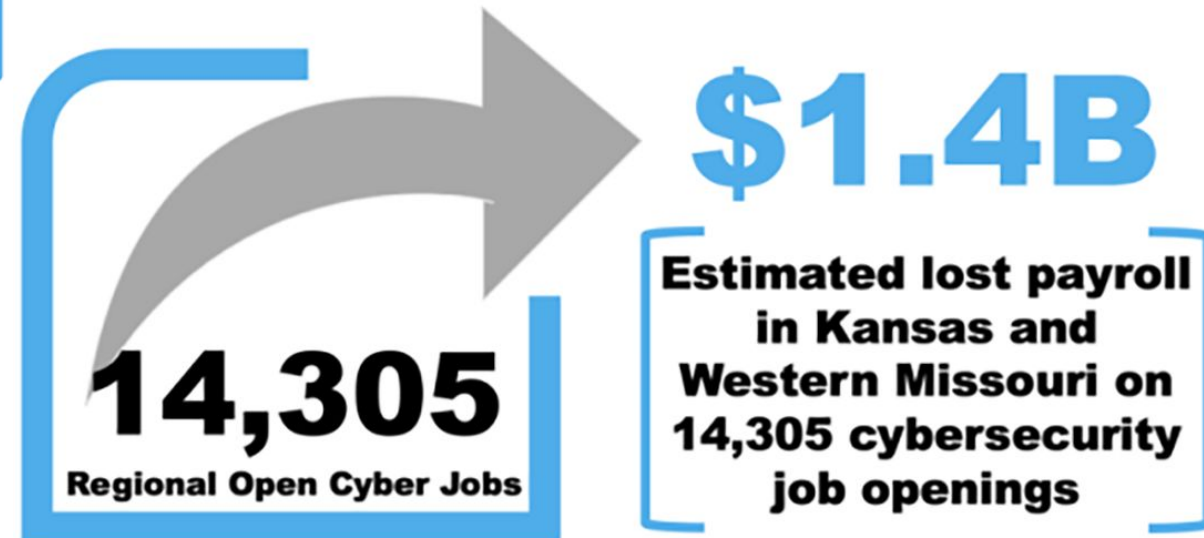 14,305
Regional Open Cyber Jobs
$1.4B
Estimated lost payroll
in Kansas and
Western Missouri on
14,305 cybersecurity
job openings